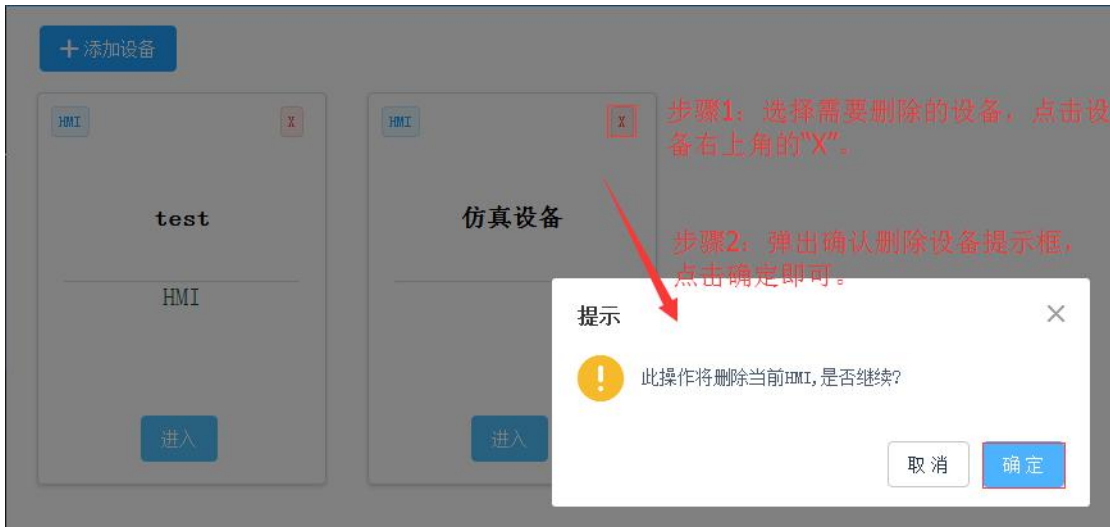 + 添加设备
HMI
X
test
HMI
进入
HMI
X
仿真设备
进入
步骤1：选择需要删除的设备，点击设
备右上角的“X”。
步骤2：弹出确认删除设备提示框，
点击确定即可。
提示
×
!
此操作将删除当前HMI,是否继续?
取消
确定